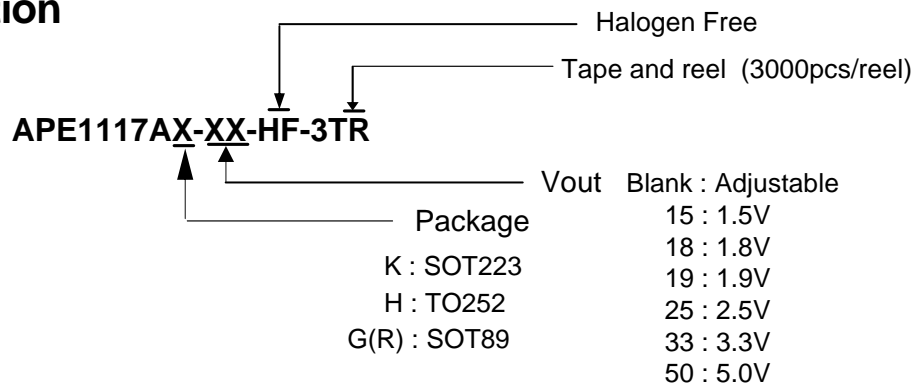 Halogen Free
Tape and reel (3000pcs/reel)
APE1117AX-XX-HF-3TR
Vout Blank : Adjustable
15 : 1.5V
18 : 1.8V
19 : 1.9V
25 : 2.5V
33 : 3.3V
50 : 5.0V
Package
K : SOT223
H : TO252
G(R) : SOT89